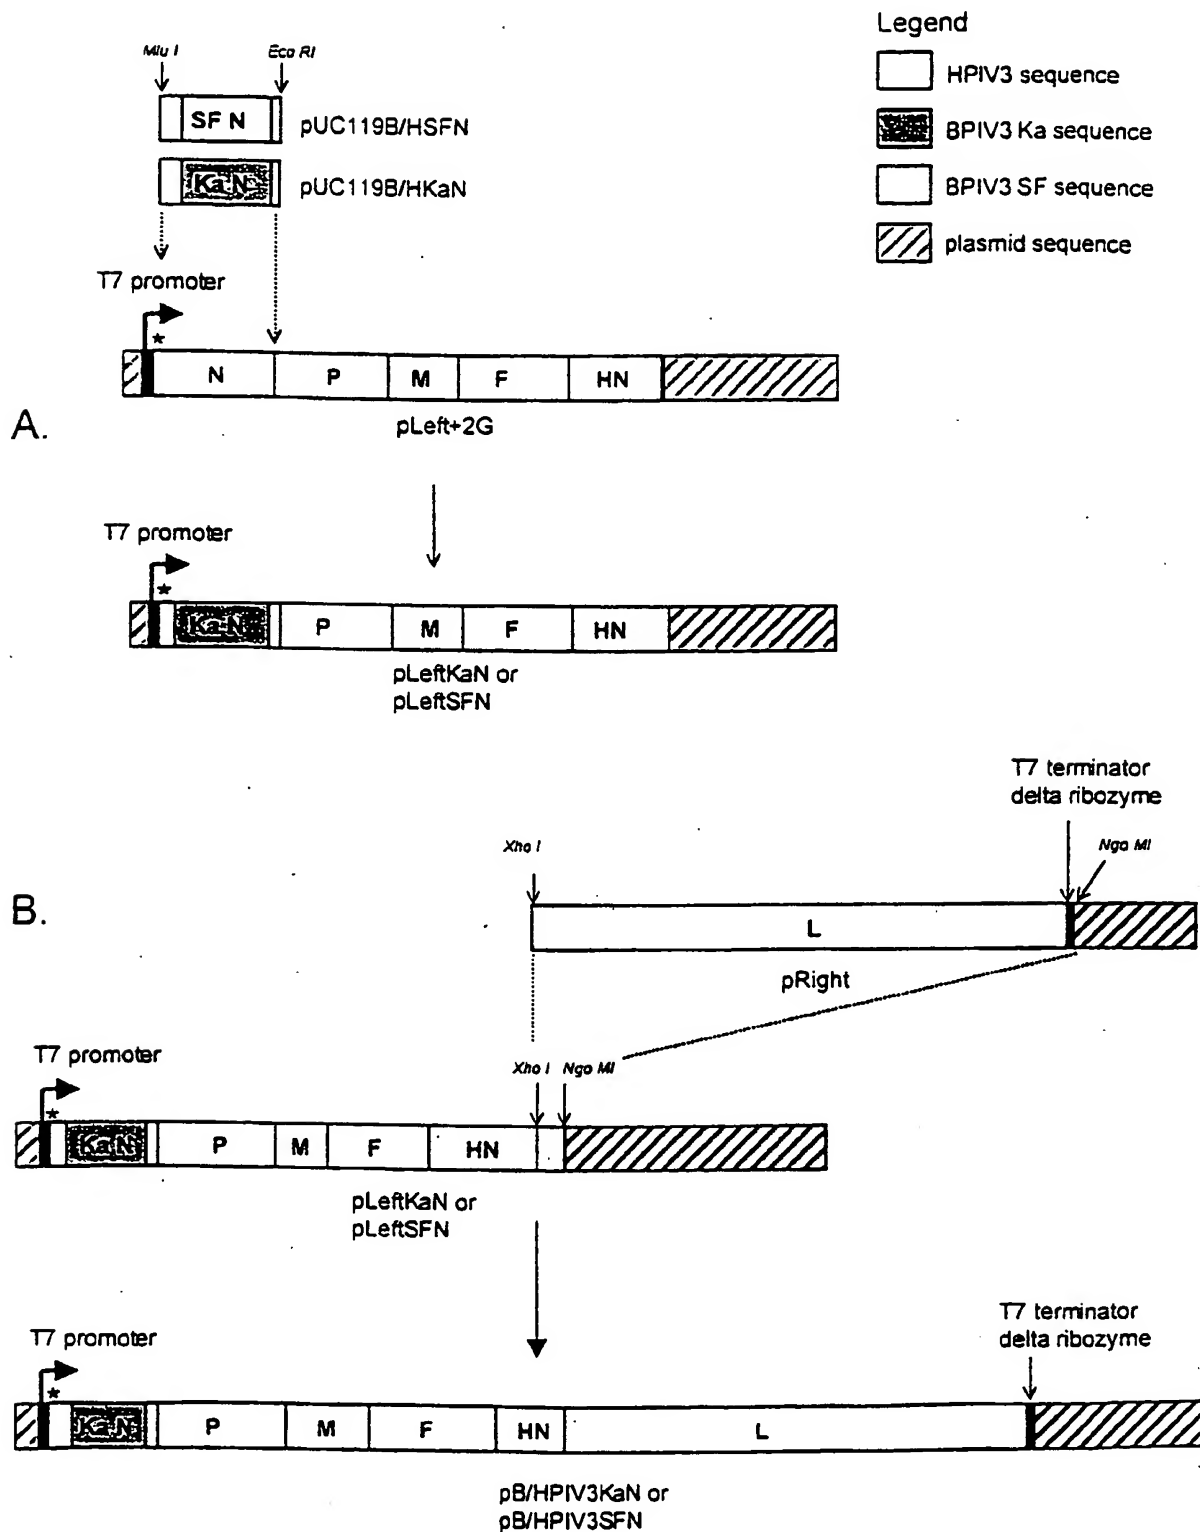 Legend
HPIV3 sequence
BPIV3 Ka sequence
BPIV3 SF sequence
plasmid sequence
Mlu I
Eco RI
SF N
pUC119B/HSFN
Ka N
pUC119B/HKaN
T7 promoter
*
N P M F HN
pLeft+2G
A.
T7 promoter
*
Ka N P M F HN
pLeftKaN or
pLeftSFN
T7 terminator
delta ribozyme
Xho I
Ngo MI
B.
L
pRight
T7 promoter
Xho I Ngo MI
*
Ka N P M F HN
pLeftKaN or
pLeftSFN
T7 terminator
delta ribozyme
T7 promoter
*
Ka N P M F HN L
pB/HPIV3KaN or
pB/HPIV3SFN